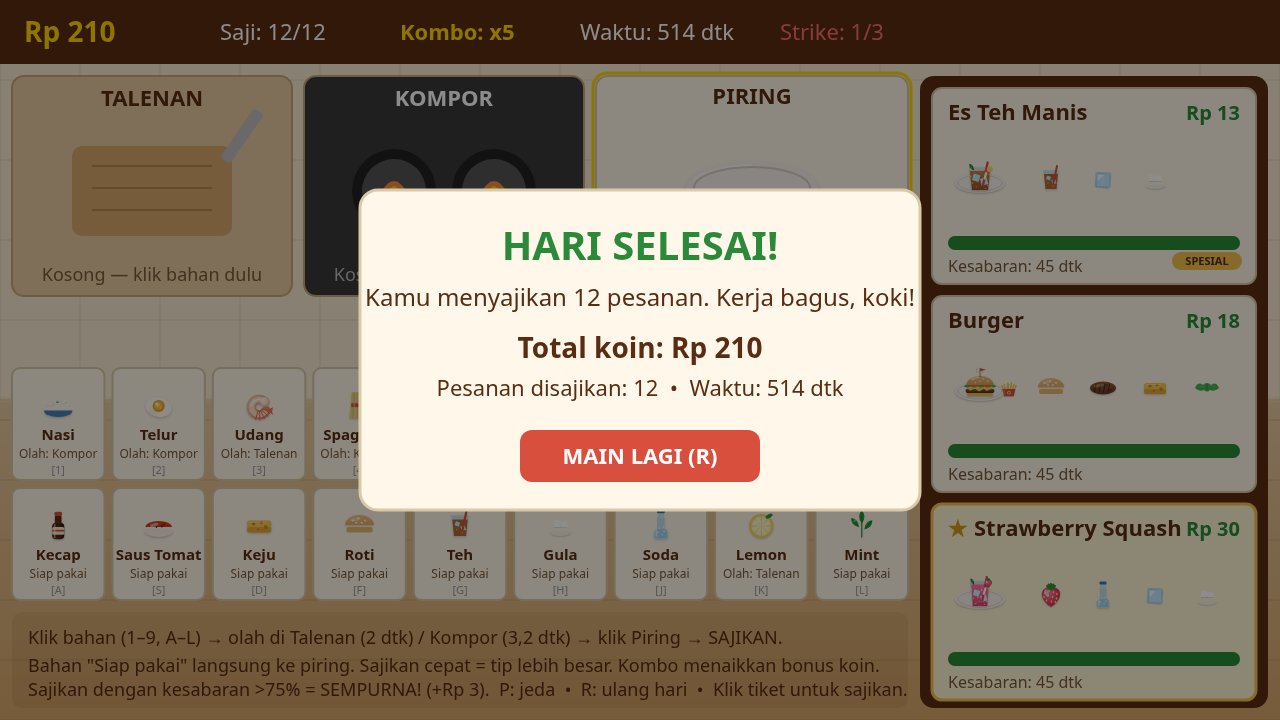 Rp 210
Saji: 12/12
Kombo: x5
Waktu: 514 dtk
Strike: 1/3
TALENAN
Kosong — klik bahan dulu
KOMPOR
PIRING
HARI SELESAI!
Kamu menyajikan 12 pesanan. Kerja bagus, koki!
Total koin: Rp 210
Pesanan disajikan: 12 • Waktu: 514 dtk
MAIN LAGI (R)
Es Teh Manis Rp 13
Kesabaran: 45 dtk
SPESIAL
Burger Rp 18
Kesabaran: 45 dtk
★ Strawberry Squash Rp 30
Kesabaran: 45 dtk
Nasi
Olah: Kompor
[1]
Telur
Olah: Kompor
[2]
Udang
Olah: Talenan
[3]
Kecap
Siap pakai
[A]
Saus Tomat
Siap pakai
[S]
Keju
Siap pakai
[D]
Roti
Siap pakai
[F]
Teh
Siap pakai
[G]
Gula
Siap pakai
[H]
Soda
Siap pakai
[J]
Lemon
Olah: Talenan
[K]
Mint
Siap pakai
[L]
Klik bahan (1–9, A–L) → olah di Talenan (2 dtk) / Kompor (3,2 dtk) → klik Piring → SAJIKAN.
Bahan "Siap pakai" langsung ke piring. Sajikan cepat = tip lebih besar. Kombo menaikkan bonus koin.
Sajikan dengan kesabaran >75% = SEMPURNA! (+Rp 3). P: jeda • R: ulang hari • Klik tiket untuk sajikan.